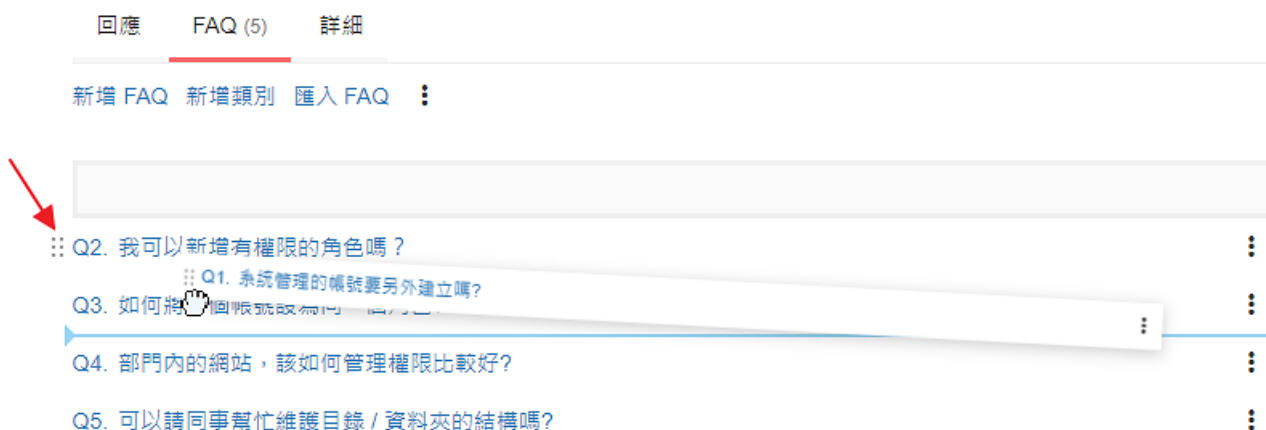 回應 FAQ (5) 詳細
新增 FAQ 新增類別 匯入 FAQ
Q2. 我可以新增有權限的角色嗎？
Q1. 系統管理的帳號要另外建立嗎?
Q3. 如何將 個帳號設為同一個角色
Q4. 部門內的網站，該如何管理權限比較好?
Q5. 可以請同事幫忙維護目錄 / 資料夾的結構嗎?